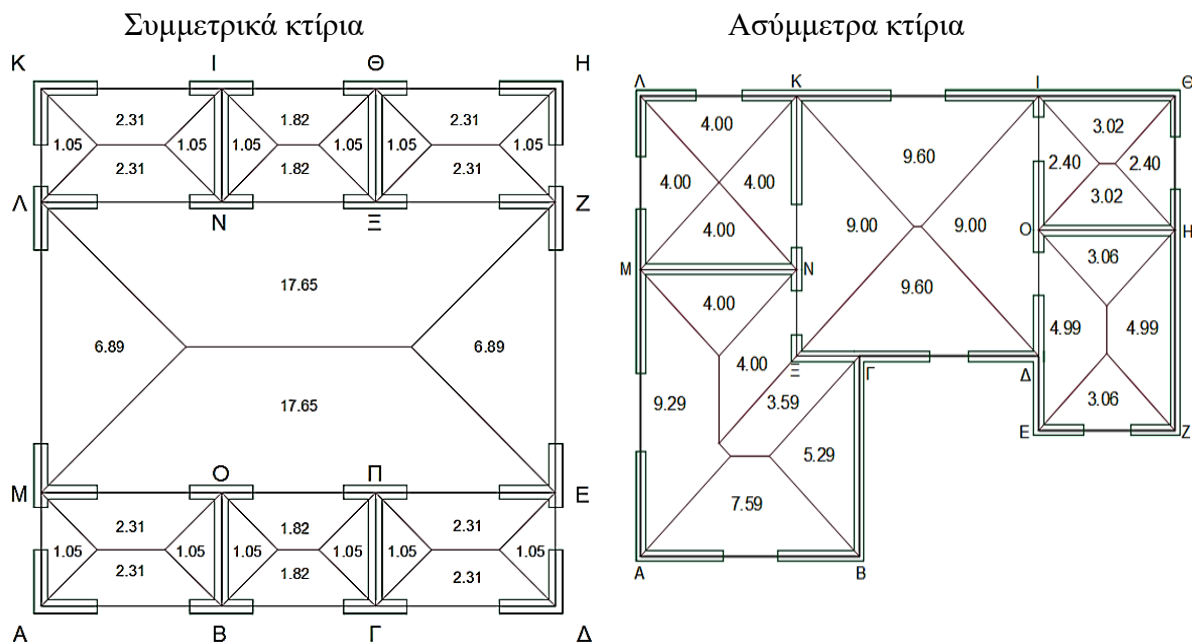 Συμμετρικά κτίρια
Κ Ι Θ Η
2.31 1.82 2.31
1.05 1.05 1.05 1.05 1.05 1.05
2.31 1.82 2.31
Λ Ν Ξ Ζ
17.65
6.89 6.89
17.65
Μ Ο Π Ε
2.31 1.82 2.31
1.05 1.05 1.05 1.05 1.05 1.05
2.31 1.82 2.31
Α Β Γ Δ
Ασύμμετρα κτίρια
Λ Κ Ι Θ
4.00 9.60 3.02
4.00 4.00 2.40 2.40
4.00 9.00 9.00 3.02
Ο Η
Μ Ν 3.06
4.00 9.60
4.00 4.99 4.99
Ξ Γ Δ
9.29 3.59 3.06
Ε Ζ
5.29
7.59
Α Β